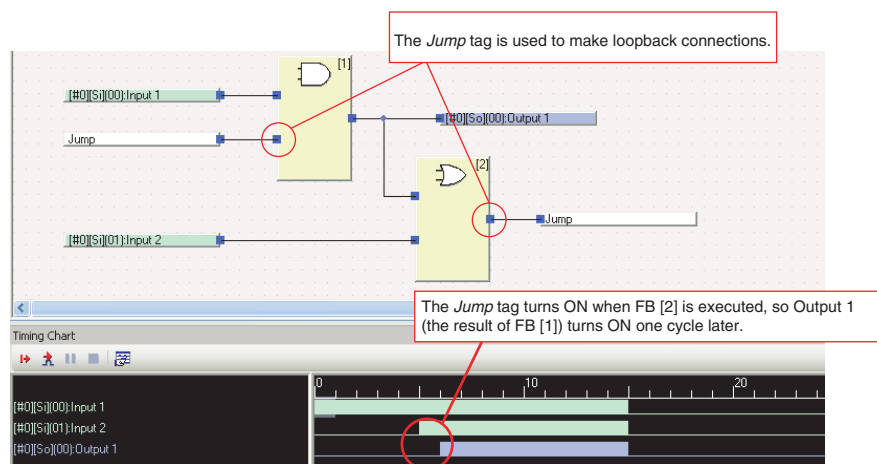 The Jump tag is used to make loopback connections.
[1]
[#0][Si](00):Input 1
[#0][So](00):Output 1
Jump
[2]
Jump
[#0][Si](01):Input 2
The Jump tag turns ON when FB [2] is executed, so Output 1
(the result of FB [1]) turns ON one cycle later.
Timing Chart
0 10 20
[#0][Si](00):Input 1
[#0][Si](01):Input 2
[#0][So](00):Output 1